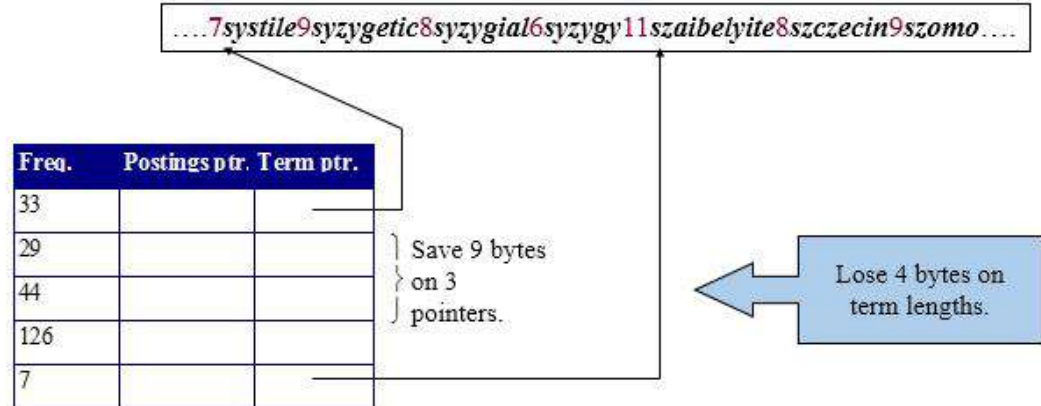 ....7systile9syzygetic8syzygial6syzygy11szaibelyite8szczecin9szomo....
Freq. Postings ptr. Term ptr.
33
29
44
126
7
Save 9 bytes
on 3
pointers.
Lose 4 bytes on
term lengths.